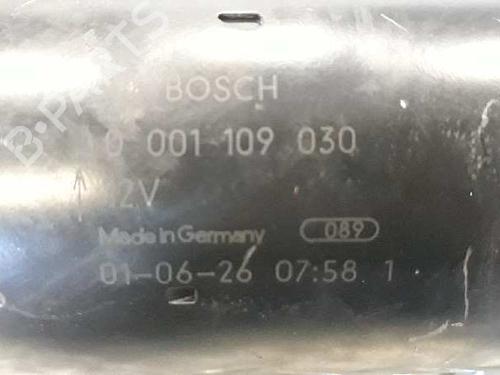 BOSCH
0 001 109 030
12V
Made in Germany 089
01-06-26 07:58 1
B-PARTS